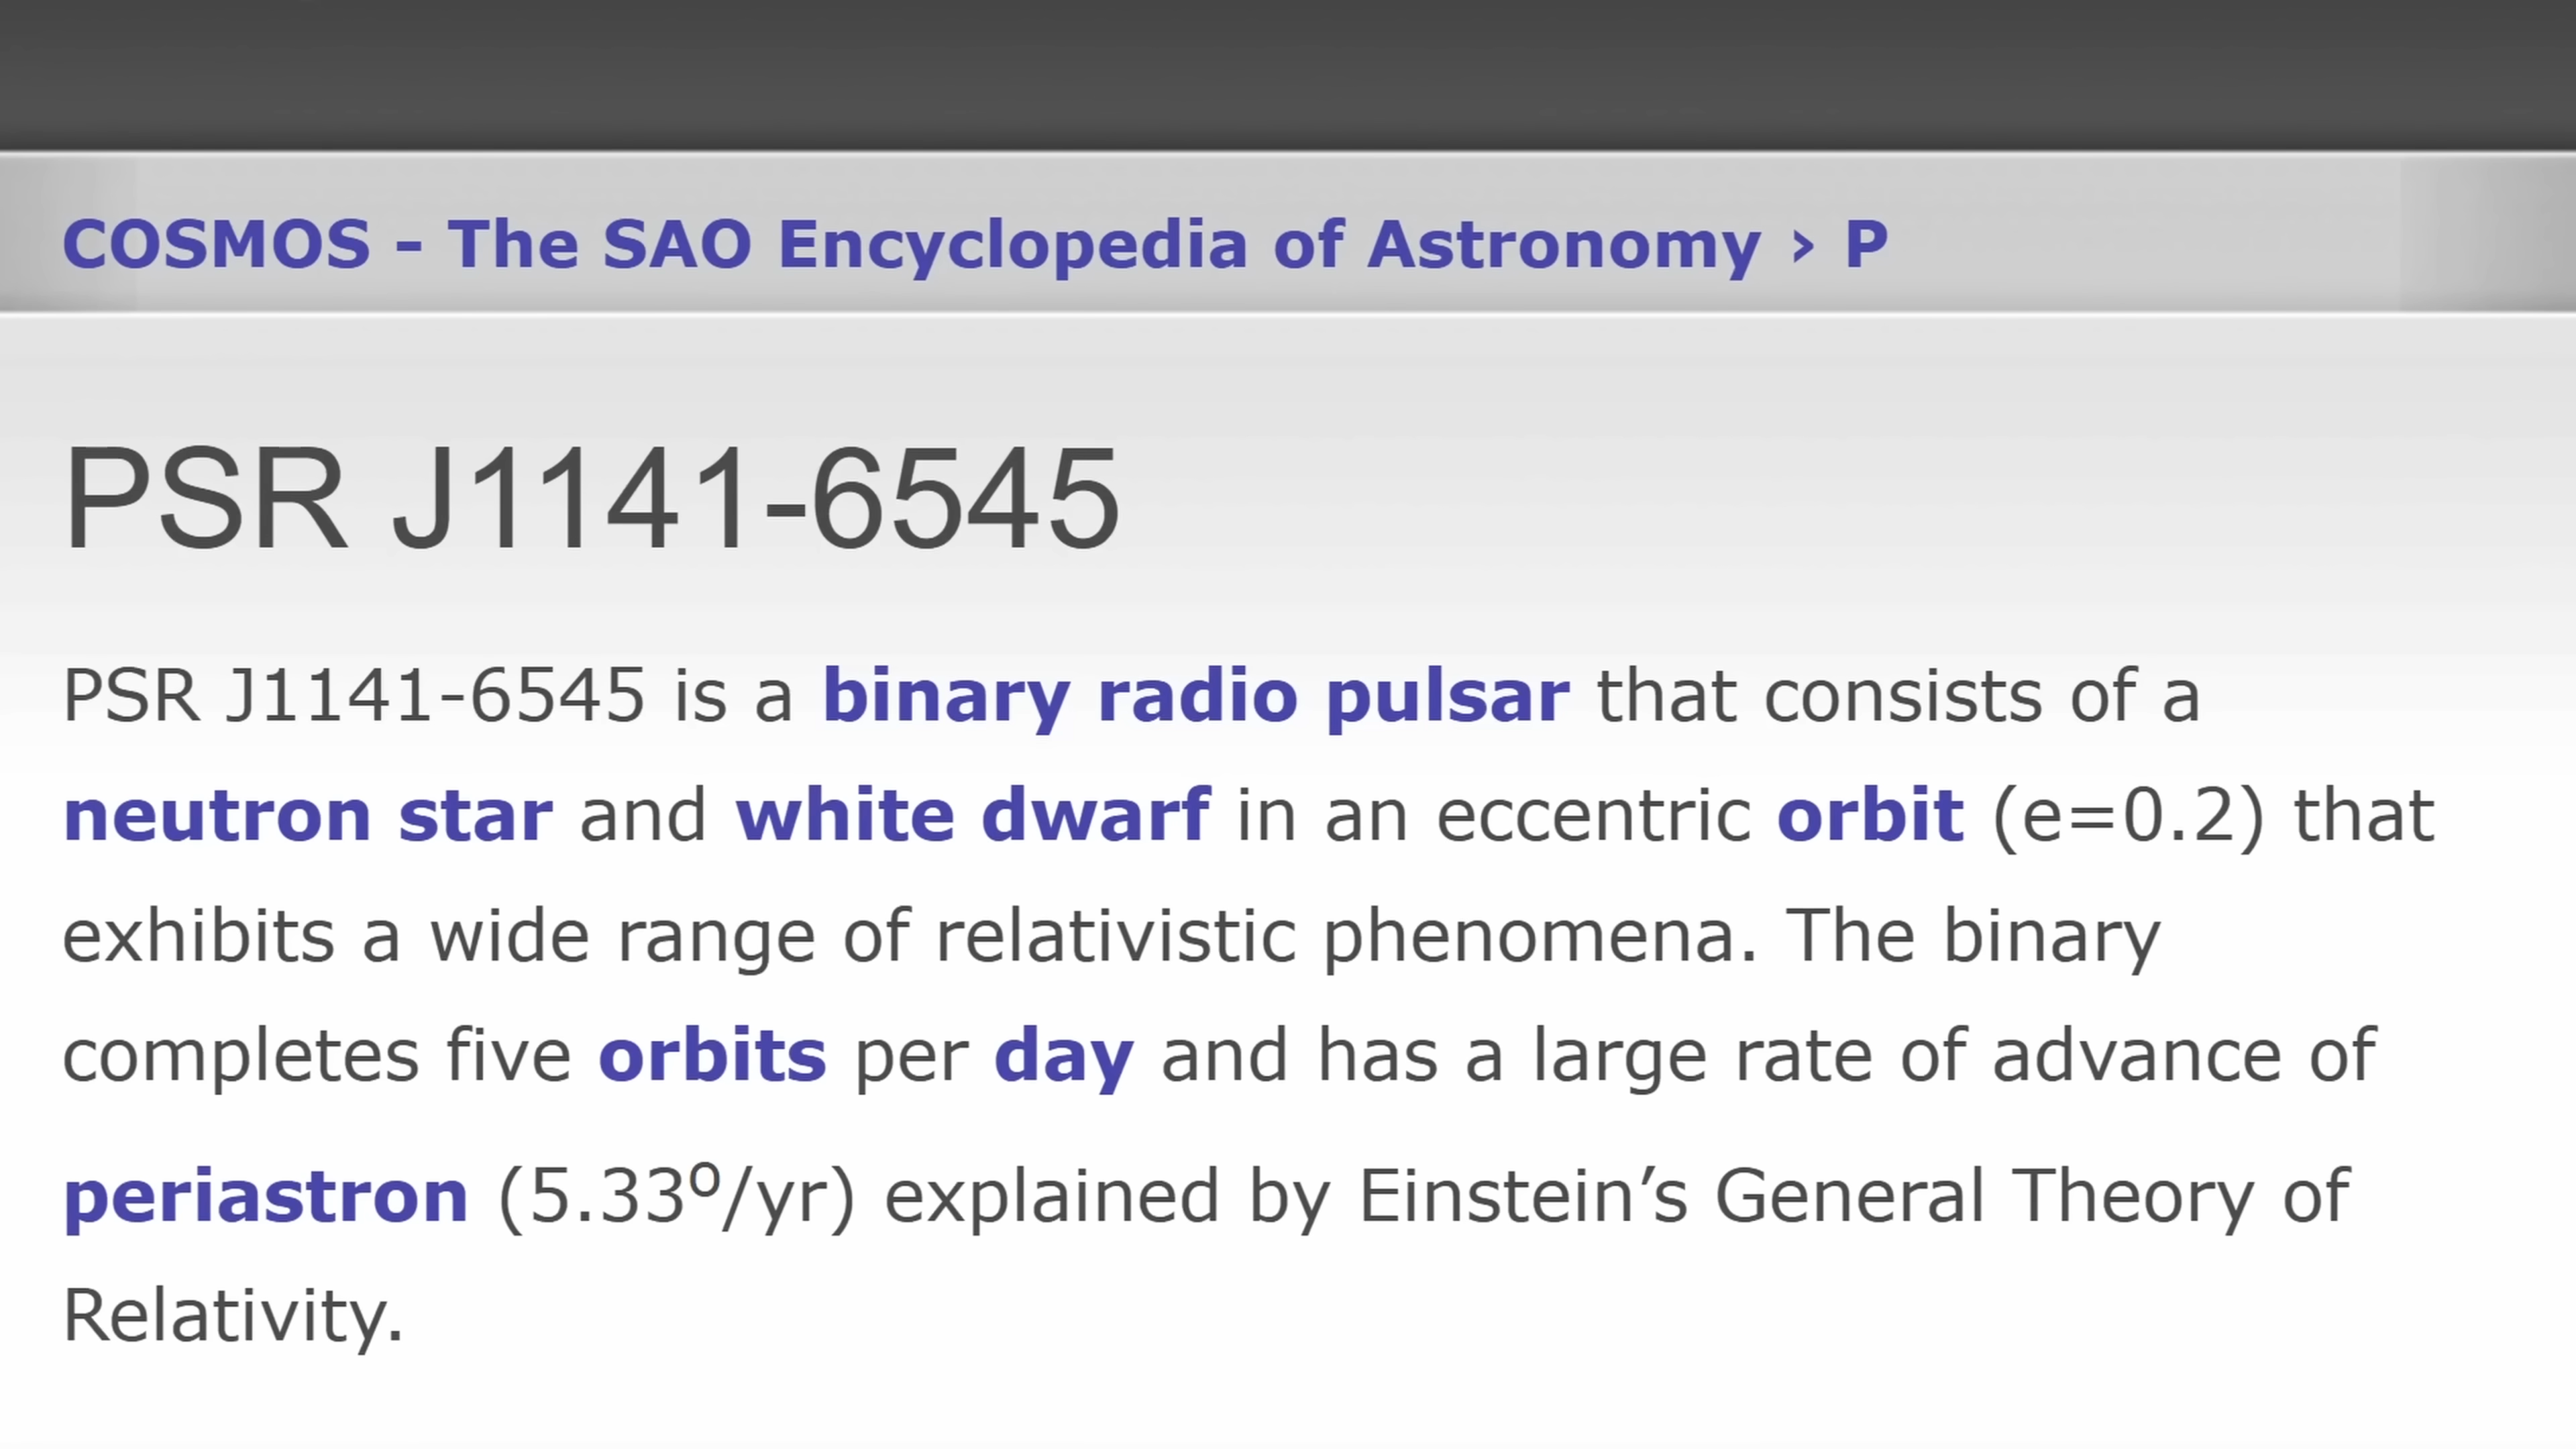 COSMOS - The SAO Encyclopedia of Astronomy › P
PSR J1141-6545
PSR J1141-6545 is a binary radio pulsar that consists of a
neutron star and white dwarf in an eccentric orbit (e=0.2) that
exhibits a wide range of relativistic phenomena. The binary
completes five orbits per day and has a large rate of advance of
periastron (5.33º/yr) explained by Einstein’s General Theory of
Relativity.